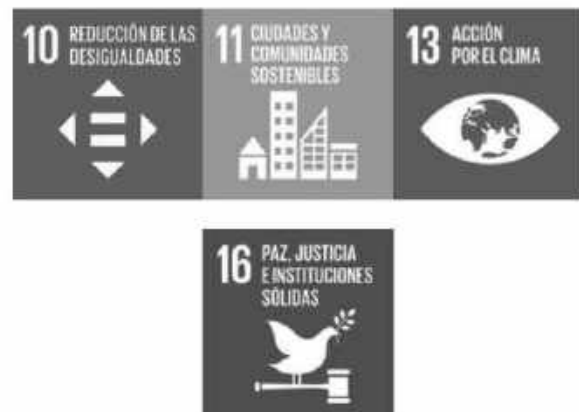 10 REDUCCIÓN DE LAS
DESIGUALDADES
11 CIUDADES Y
COMUNIDADES
SOSTENIBLES
13 ACCIÓN
POR EL CLIMA
16 PAZ, JUSTICIA
E INSTITUCIONES
SÓLIDAS